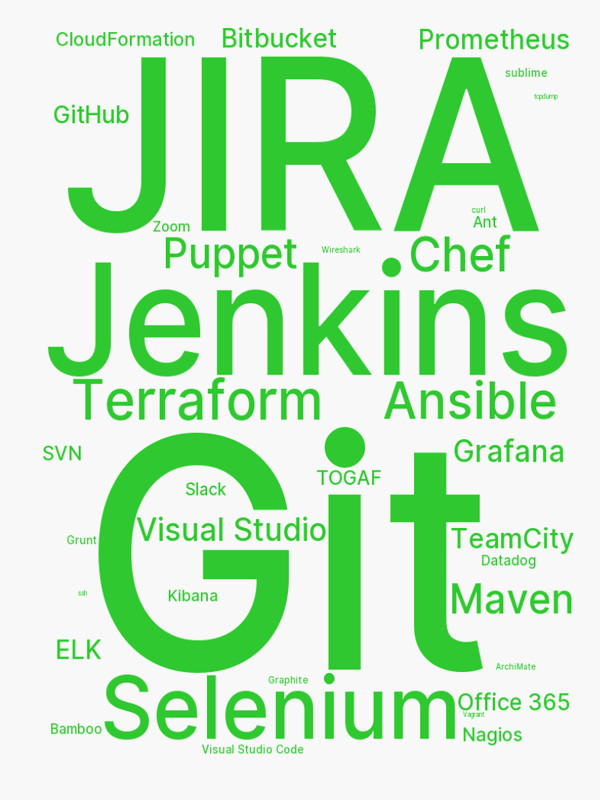 CloudFormation
Bitbucket
Prometheus
sublime
tcpdump
GitHub
JIRA
curl
Ant
Zoom
Puppet
Wireshark
Chef
Jenkins
Terraform
Ansible
SVN
Grafana
TOGAF
Slack
Visual Studio
Git
TeamCity
Grunt
Datadog
ssh
Kibana
Maven
ELK
ArchiMate
Graphite
Selenium
Office 365
Vagrant
Bamboo
Nagios
Visual Studio Code